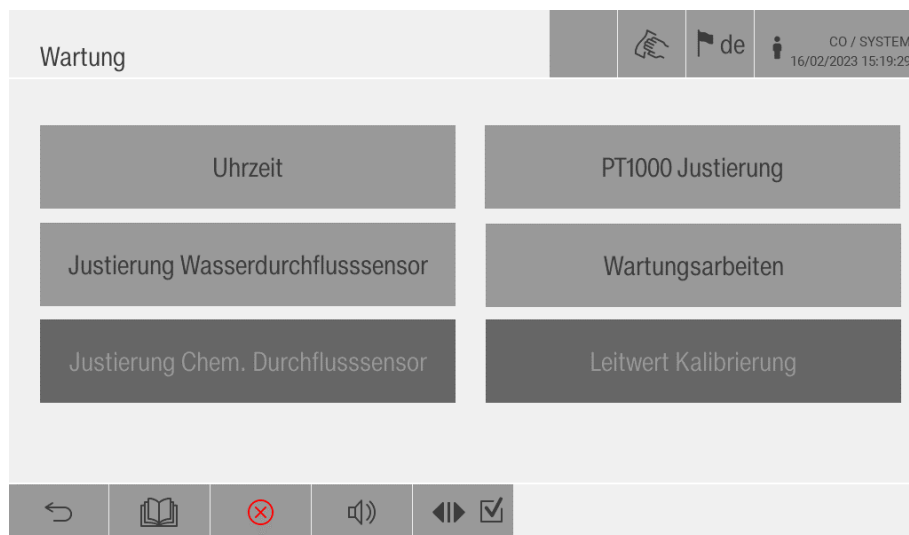 Wartung
de
CO / SYSTEM
16/02/2023 15:19:29
Uhrzeit
PT1000 Justierung
Justierung Wasserdurchflusssensor
Wartungsarbeiten
Justierung Chem. Durchflusssensor
Leitwert Kalibrierung